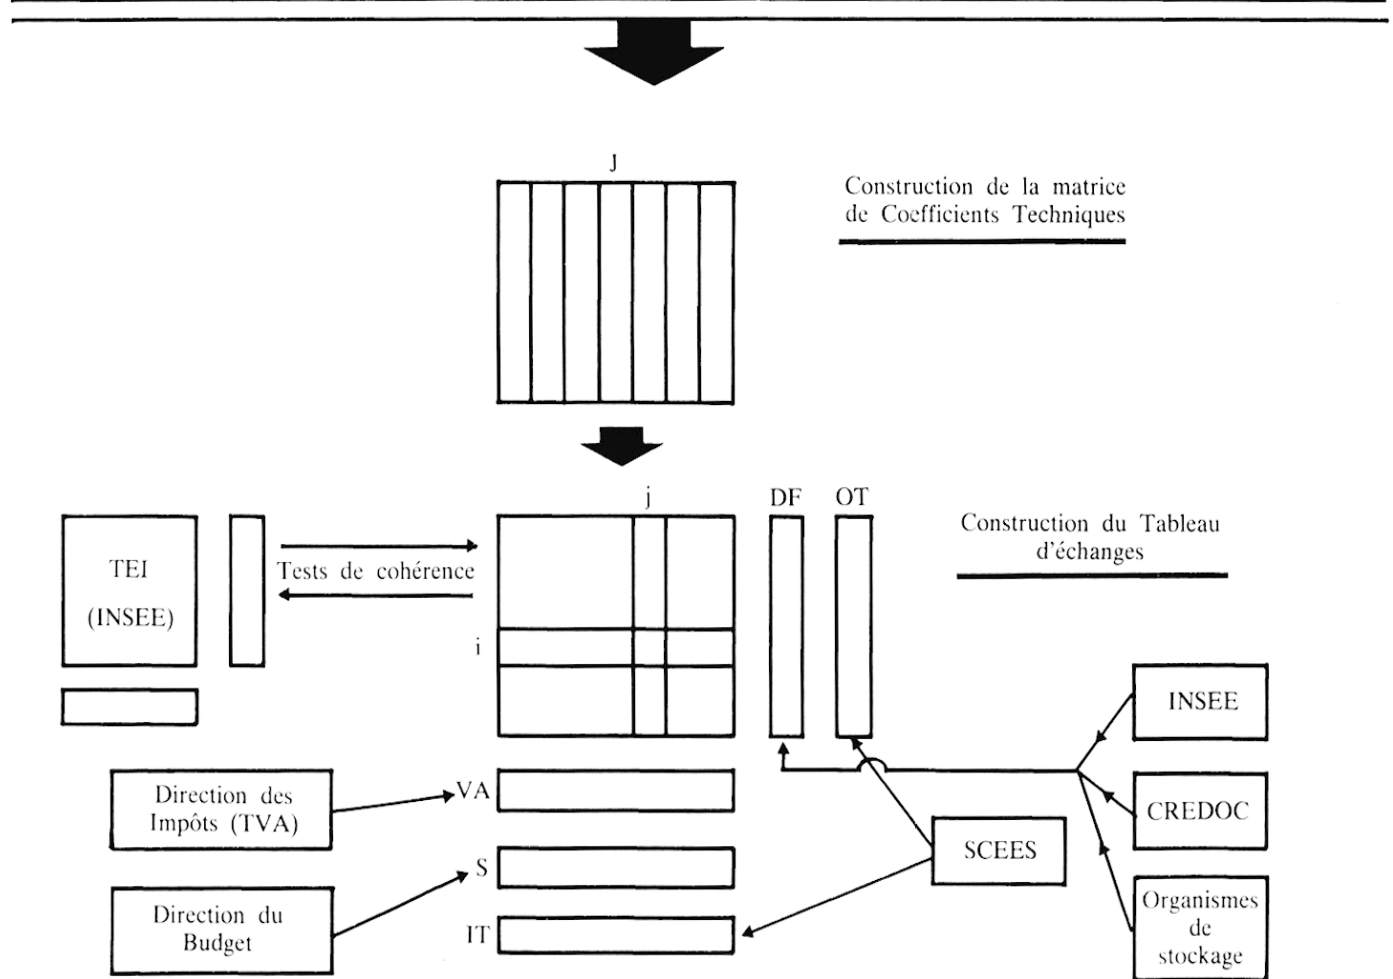 J
Construction de la matrice
de Coefficients Techniques
j
DF
OT
Construction du Tableau
d'échanges
TEI
(INSEE)
Tests de cohérence
i
INSEE
Direction des
Impôts (TVA)
VA
CREDOC
SCEES
S
Direction du
Budget
IT
Organismes
de
stockage